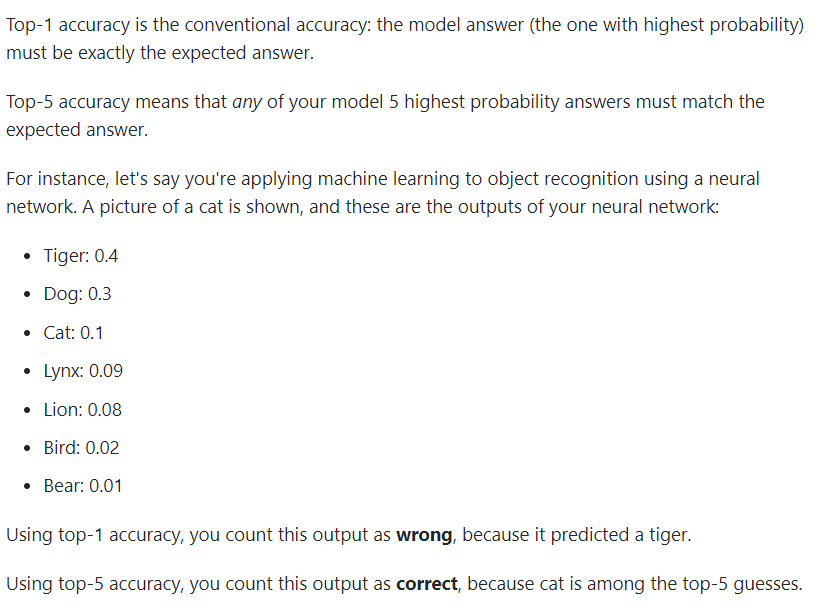 Top-1 accuracy is the conventional accuracy: the model answer (the one with highest probability)
must be exactly the expected answer.
Top-5 accuracy means that any of your model 5 highest probability answers must match the
expected answer.
For instance, let's say you're applying machine learning to object recognition using a neural
network. A picture of a cat is shown, and these are the outputs of your neural network:
• Tiger: 0.4
• Dog: 0.3
• Cat: 0.1
• Lynx: 0.09
• Lion: 0.08
• Bird: 0.02
• Bear: 0.01
Using top-1 accuracy, you count this output as wrong, because it predicted a tiger.
Using top-5 accuracy, you count this output as correct, because cat is among the top-5 guesses.